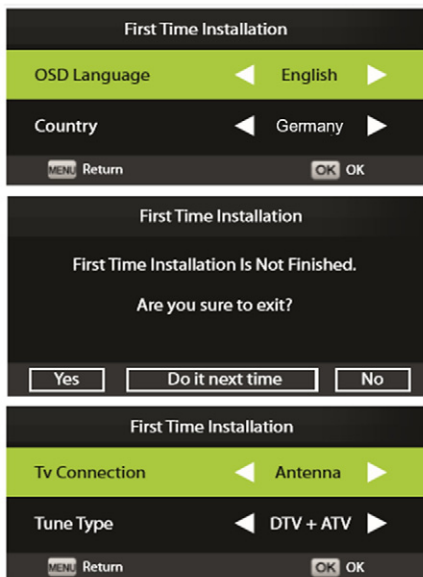 First Time Installation
OSD Language English
Country Germany
MENU Return OK OK
First Time Installation
First Time Installation Is Not Finished.
Are you sure to exit?
Yes Do it next time No
First Time Installation
Tv Connection Antenna
Tune Type DTV + ATV
MENU Return OK OK